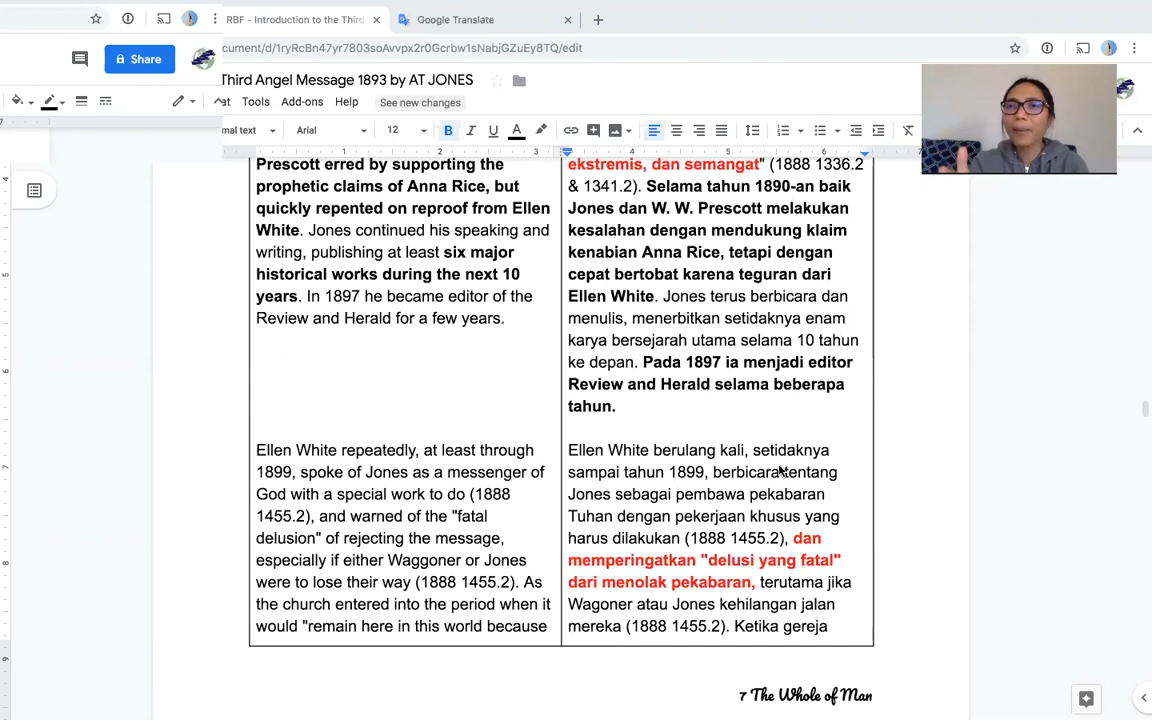 RBF - Introduction to the Third
Google Translate
cument/d/1ryRcBn47yr7803soAvvpx2r0Gcrbw1sNabjGZuEy8TQ/edit
Share
Third Angel Message 1893 by AT JONES
at Tools Add-ons Help See new changes
mal text Arial 12 B I U A
1 2 3 4 5 6 7
Prescott erred by supporting the
prophetic claims of Anna Rice, but
quickly repented on reproof from Ellen
White. Jones continued his speaking and
writing, publishing at least six major
historical works during the next 10
years. In 1897 he became editor of the
Review and Herald for a few years.
Ellen White repeatedly, at least through
1899, spoke of Jones as a messenger of
God with a special work to do (1888
1455.2), and warned of the "fatal
delusion" of rejecting the message,
especially if either Waggoner or Jones
were to lose their way (1888 1455.2). As
the church entered into the period when it
would "remain here in this world because
ekstremis, dan semangat" (1888 1336.2
& 1341.2). Selama tahun 1890-an baik
Jones dan W. W. Prescott melakukan
kesalahan dengan mendukung klaim
kenabian Anna Rice, tetapi dengan
cepat bertobat karena teguran dari
Ellen White. Jones terus berbicara dan
menulis, menerbitkan setidaknya enam
karya bersejarah utama selama 10 tahun
ke depan. Pada 1897 ia menjadi editor
Review and Herald selama beberapa
tahun.
Ellen White berulang kali, setidaknya
sampai tahun 1899, berbicara tentang
Jones sebagai pembawa pekabaran
Tuhan dengan pekerjaan khusus yang
harus dilakukan (1888 1455.2), dan
memperingatkan "delusi yang fatal"
dari menolak pekabaran, terutama jika
Wagoner atau Jones kehilangan jalan
mereka (1888 1455.2). Ketika gereja
7 The Whole of Man